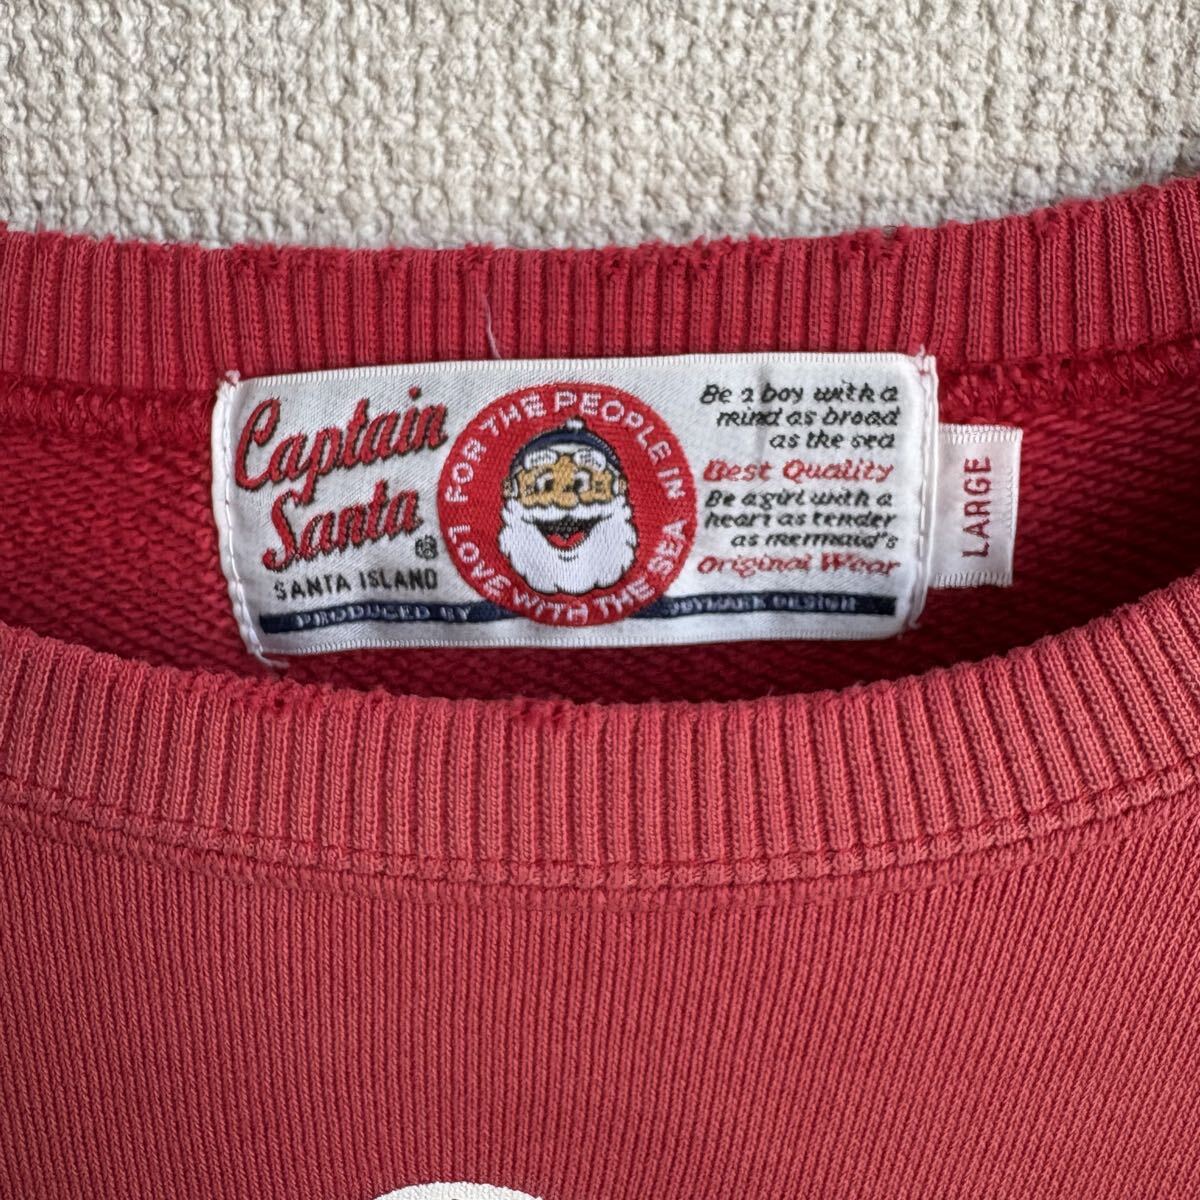 Captain
Santa
SANTA ISLAND
FOR THE PEOPLE IN
LOVE WITH THE SEA
Be a boy with a
mind as broad
as the sea
Best Quality
Be a girl with a
heart as tender
as mermaid's
Original Wear
PRODUCED BY
DESIGN
LARGE